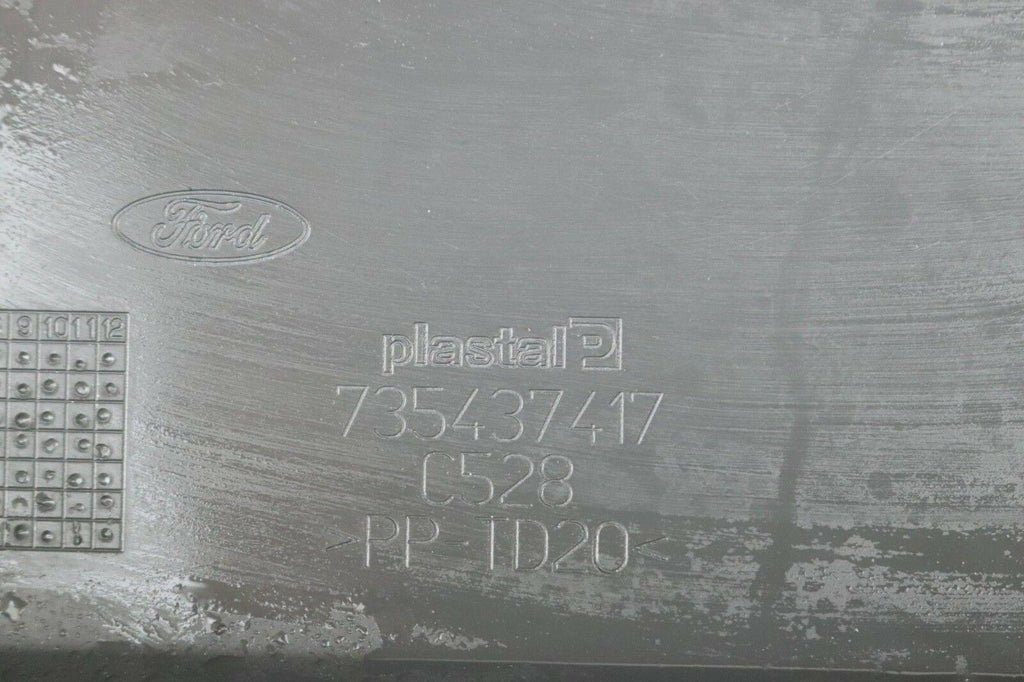 Ford
9 10 11 12
plastal P
735437417
C528
>PP-TD20<